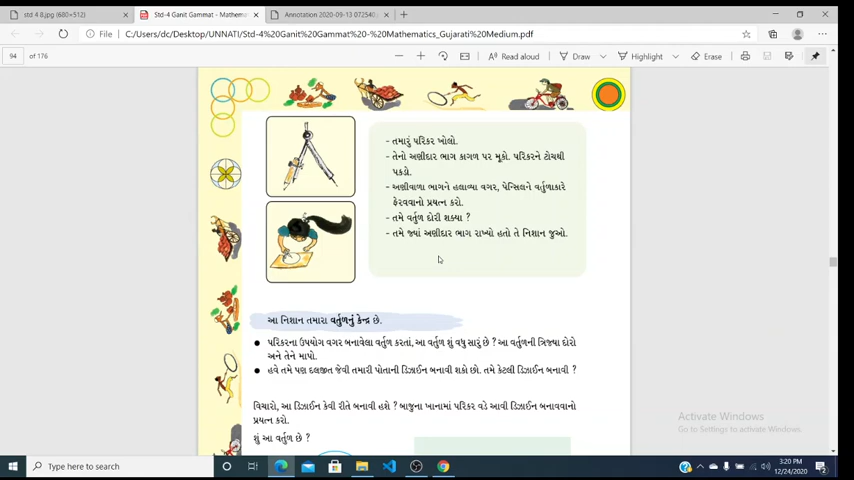 std 4 8.jpg (680×512)
Std-4 Ganit Gammat - Mathema
Annotation 2020-09-13 072540
File
C:/Users/dc/Desktop/UNNATI/Std-4%20Ganit%20Gammat%20-%20Mathematics_Gujarati%20Medium.pdf
94 of 176
Read aloud
Draw
Highlight
Erase
- તમારું પરિકર ખોલો.
- તેનો અણીદાર ભાગ કાગળ પર મૂકો. પરિકરને ટોચથી
પકડો.
- અણીવાળા ભાગને હલાવ્યા વગર, પેન્સિલને વર્તુળાકારે
ફેરવવાનો પ્રયત્ન કરો.
- તમે વર્તુળ દોરી શક્યા ?
- તમે જ્યાં અણીદાર ભાગ રાખ્યો હતો તે નિશાન જુઓ.
આ નિશાન તમારા વર્તુળનું કેન્દ્ર છે.
● પરિકરના ઉપયોગ વગર બનાવેલા વર્તુળ કરતાં, આ વર્તુળ શું વધુ સારું છે ? આ વર્તુળની ત્રિજ્યા દોરો
અને તેને માપો.
● હવે તમે પણ દલજીત જેવી તમારી પોતાની ડિઝાઈન બનાવી શકો છો. તમે કેટલી ડિઝાઈન બનાવી ?
વિચારો, આ ડિઝાઈન કેવી રીતે બનાવી હશે ? બાજુના ખાનામાં પરિકર વડે આવી ડિઝાઈન બનાવવાનો
પ્રયત્ન કરો.
શું આ વર્તુળ છે ?
Activate Windows
Go to Settings to activate Windows.
Type here to search
3:20 PM
12/24/2020
2